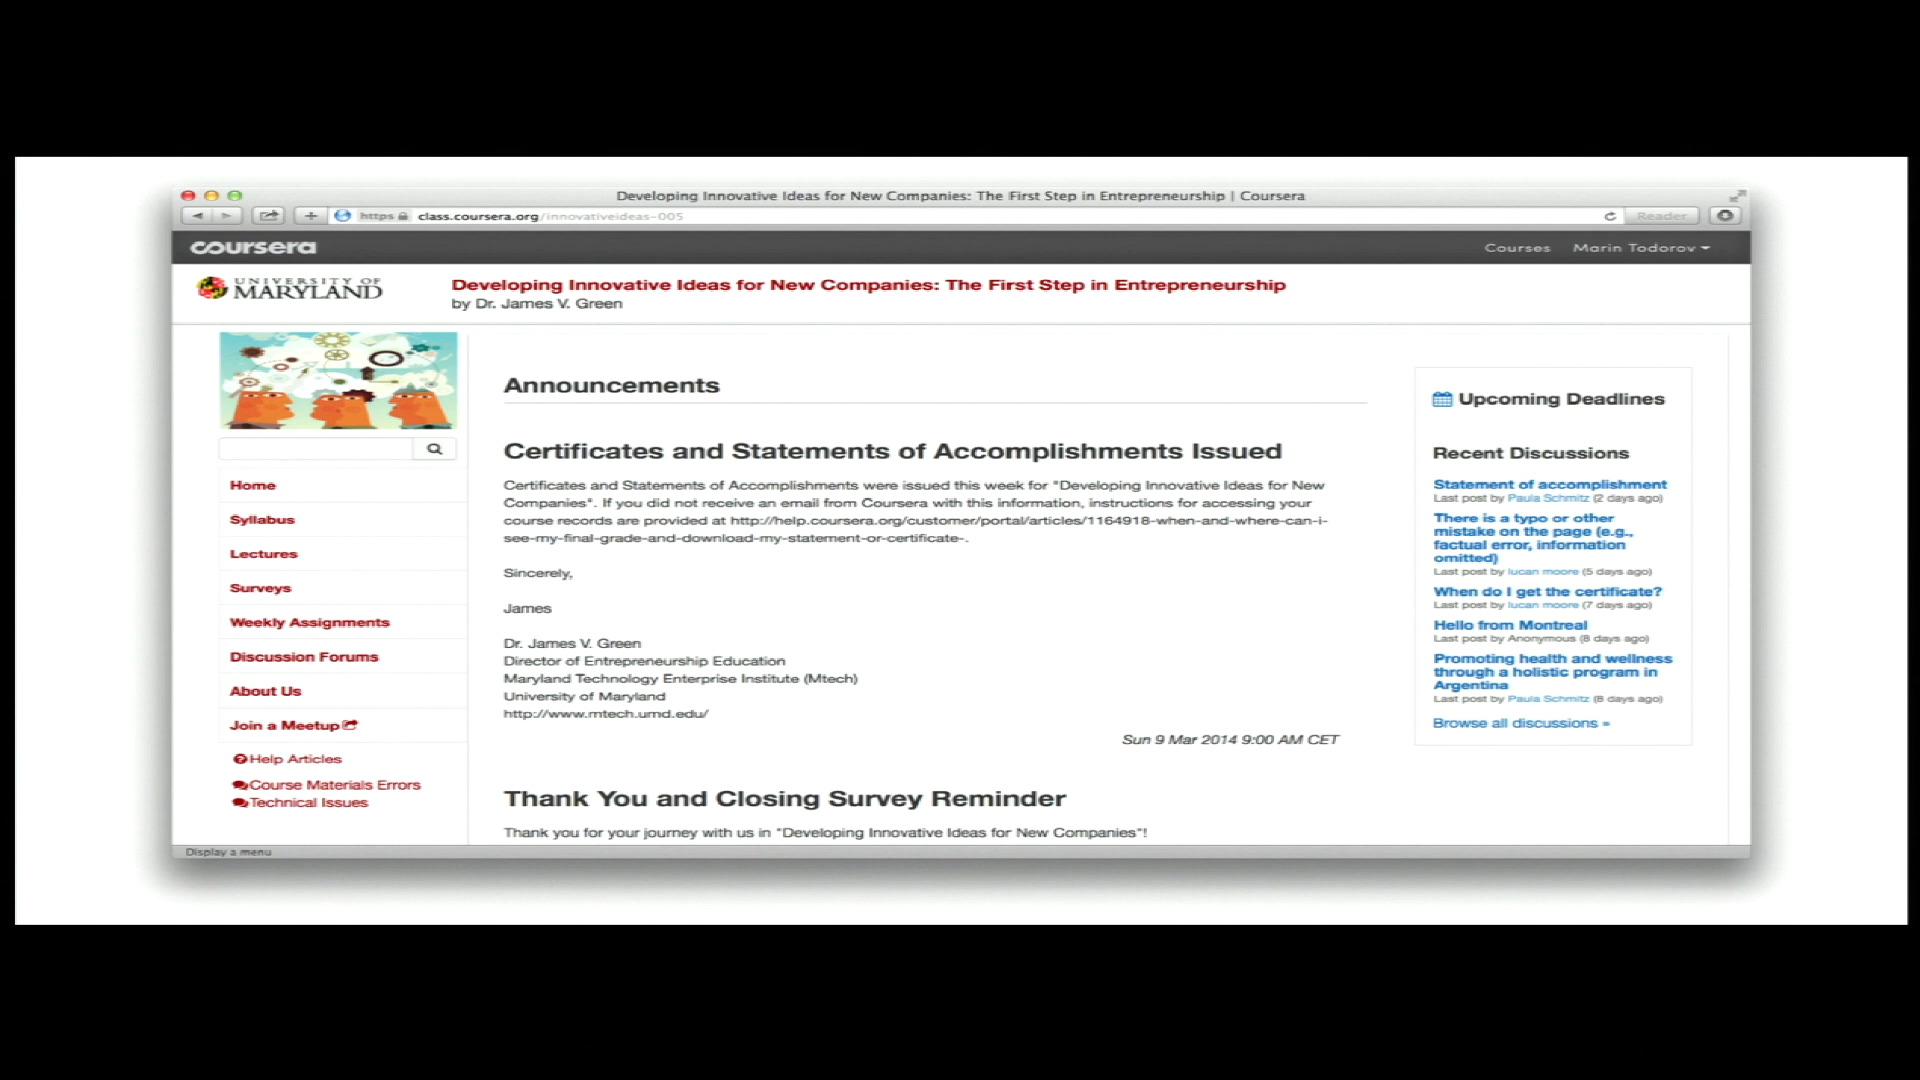 Developing Innovative Ideas for New Companies: The First Step in Entrepreneurship | Coursera
https class.coursera.org/innovativeideas-005
Reader
coursera
Courses Marin Todorov
UNIVERSITY OF
MARYLAND
Developing Innovative Ideas for New Companies: The First Step in Entrepreneurship
by Dr. James V. Green
Home
Syllabus
Lectures
Surveys
Weekly Assignments
Discussion Forums
About Us
Join a Meetup
Help Articles
Course Materials Errors
Technical Issues
Announcements
Certificates and Statements of Accomplishments Issued
Certificates and Statements of Accomplishments were issued this week for "Developing Innovative Ideas for New
Companies". If you did not receive an email from Coursera with this information, instructions for accessing your
course records are provided at http://help.coursera.org/customer/portal/articles/1164918-when-and-where-can-i-
see-my-final-grade-and-download-my-statement-or-certificate-.
Sincerely,
James
Dr. James V. Green
Director of Entrepreneurship Education
Maryland Technology Enterprise Institute (Mtech)
University of Maryland
http://www.mtech.umd.edu/
Sun 9 Mar 2014 9:00 AM CET
Thank You and Closing Survey Reminder
Thank you for your journey with us in "Developing Innovative Ideas for New Companies"!
Upcoming Deadlines
Recent Discussions
Statement of accomplishment
Last post by Paula Schmitz (2 days ago)
There is a typo or other
mistake on the page (e.g.,
factual error, information
omitted)
Last post by lucan moore (5 days ago)
When do I get the certificate?
Last post by lucan moore (7 days ago)
Hello from Montreal
Last post by Anonymous (8 days ago)
Promoting health and wellness
through a holistic program in
Argentina
Last post by Paula Schmitz (8 days ago)
Browse all discussions »
Display a menu